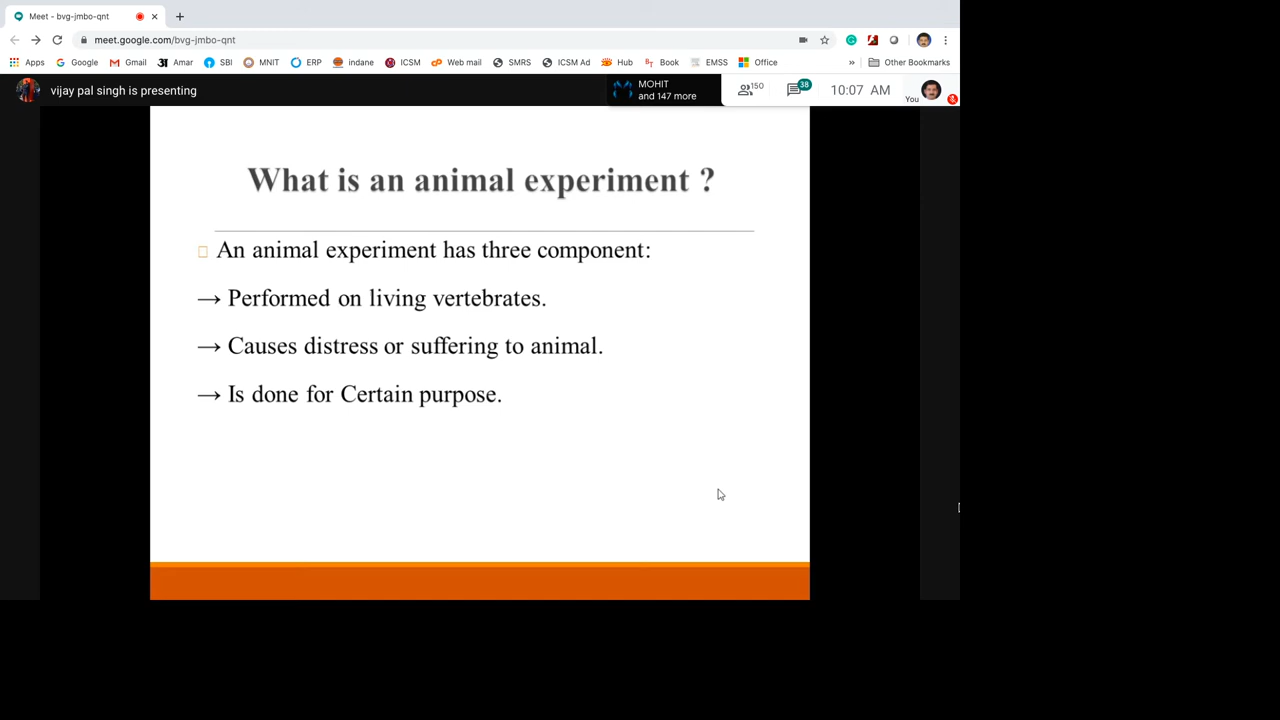 Meet - bvg-jmbo-qnt
meet.google.com/bvg-jmbo-qnt
Apps Google Gmail Amar SBI MNIT ERP indane ICSM Web mail SMRS ICSM Ad Hub Book EMSS Office » Other Bookmarks
vijay pal singh is presenting
MOHIT
and 147 more
150
38
10:07 AM
You
What is an animal experiment ?
An animal experiment has three component:
→ Performed on living vertebrates.
→ Causes distress or suffering to animal.
→ Is done for Certain purpose.